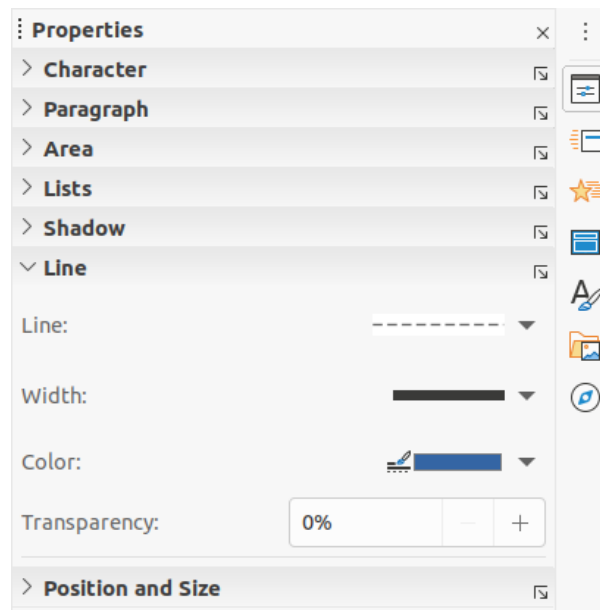 Properties
Character
Paragraph
Area
Lists
Shadow
Line
Line:
Width:
Color:
Transparency: 0%
Position and Size